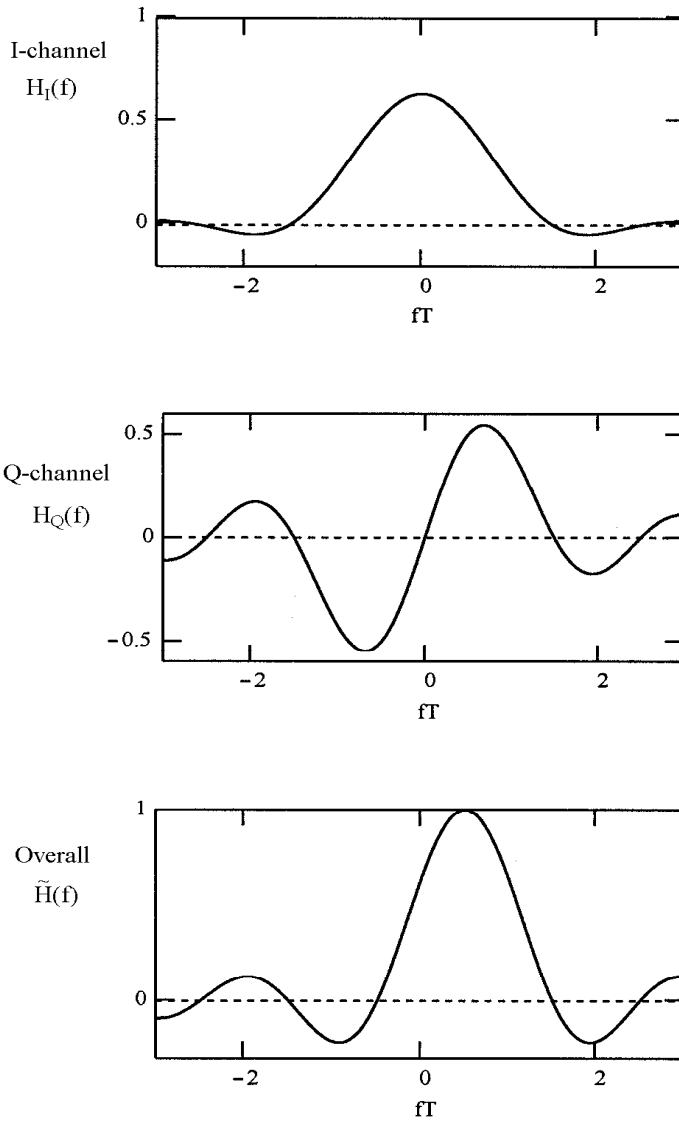 1
I-channel
H_I(f)
0.5
0
−2 0 2
fT
0.5
Q-channel
H_Q(f)
0
−0.5
−2 0 2
fT
1
Overall
H̃(f)
0
−2 0 2
fT